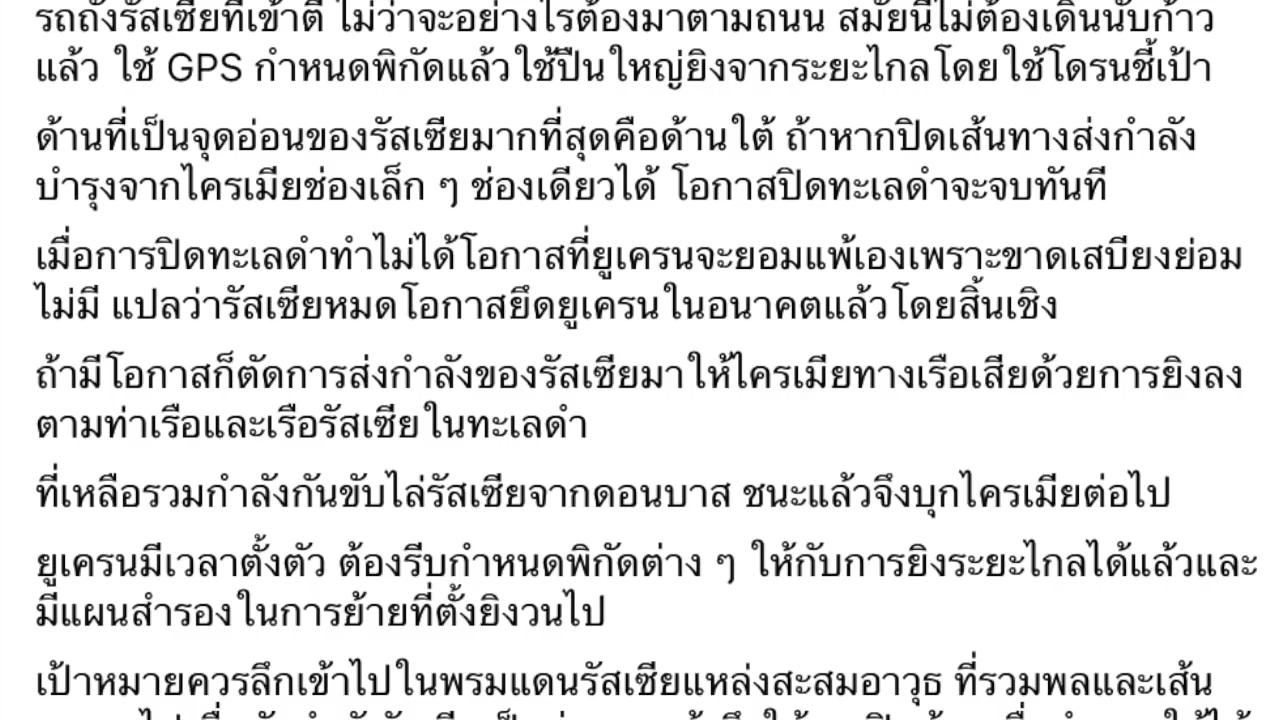 รถถังรัสเซียที่เข้าตี ไม่ว่าจะอย่างไรต้องมาตามถนน สมัยนี้ไม่ต้องเดินนับก้าว
แล้ว ใช้ GPS กำหนดพิกัดแล้วใช้ปืนใหญ่ยิงจากระยะไกลโดยใช้โดรนชี้เป้า
ด้านที่เป็นจุดอ่อนของรัสเซียมากที่สุดคือด้านใต้ ถ้าหากปิดเส้นทางส่งกำลัง
บำรุงจากไครเมียช่องเล็ก ๆ ช่องเดียวได้ โอกาสปิดทะเลดำจะจบทันที
เมื่อการปิดทะเลดำทำไม่ได้โอกาสที่ยูเครนจะยอมแพ้เองเพราะขาดเสบียงย่อม
ไม่มี แปลว่ารัสเซียหมดโอกาสยึดยูเครนในอนาคตแล้วโดยสิ้นเชิง
ถ้ามีโอกาสก็ตัดการส่งกำลังของรัสเซียมาให้ไครเมียทางเรือเสียด้วยการยิงลง
ตามท่าเรือและเรือรัสเซียในทะเลดำ
ที่เหลือรวมกำลังกันขับไล่รัสเซียจากดอนบาส ชนะแล้วจึงบุกไครเมียต่อไป
ยูเครนมีเวลาตั้งตัว ต้องรีบกำหนดพิกัดต่าง ๆ ให้กับการยิงระยะไกลได้แล้วและ
มีแผนสำรองในการย้ายที่ตั้งยิงวนไป
เป้าหมายควรลึกเข้าไปในพรมแดนรัสเซียแหล่งสะสมอาวุธ ที่รวมพลและเส้น